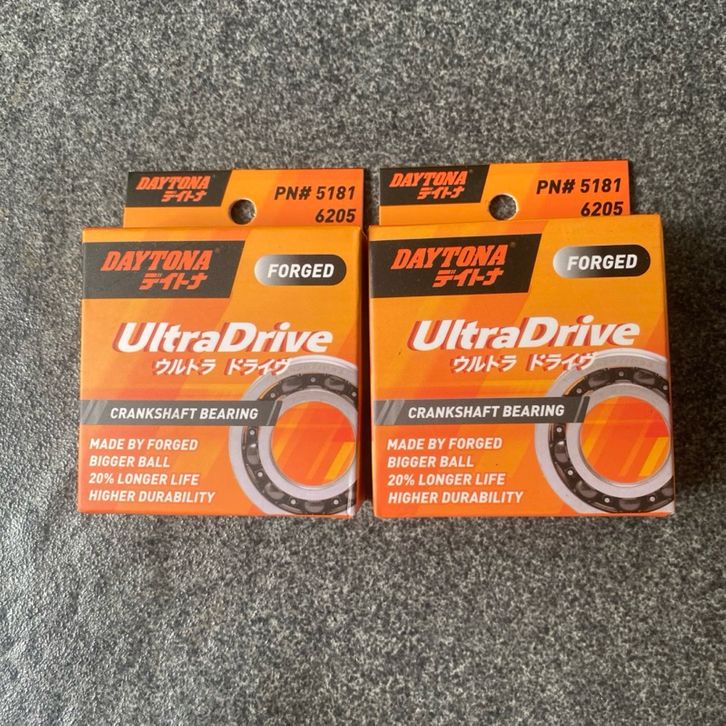 DAYTONA
デイトナ
PN# 5181
6205
DAYTONA
デイトナ
FORGED
UltraDrive
ウルトラ ドライヴ
CRANKSHAFT BEARING
MADE BY FORGED
BIGGER BALL
20% LONGER LIFE
HIGHER DURABILITY
DAYTONA
デイトナ
PN# 5181
6205
DAYTONA®
デイトナ
FORGED
UltraDrive
ウルトラ ドライヴ
CRANKSHAFT BEARING
MADE BY FORGED
BIGGER BALL
20% LONGER LIFE
HIGHER DURABILITY